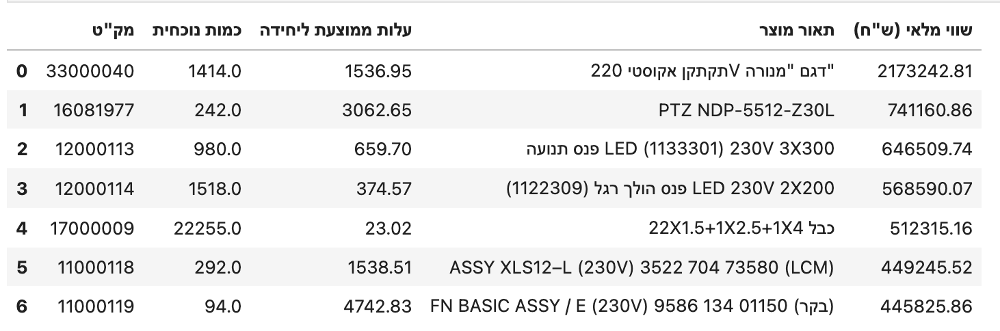 מק"ט כמות נוכחית עלות ממוצעת ליחידה תאור מוצר שווי מלאי (ש"ח)
0 33000040 1414.0 1536.95 "דגם "מנורה Vתקתקן אקוסטי 220 2173242.81
1 16081977 242.0 3062.65 PTZ NDP-5512-Z30L 741160.86
2 12000113 980.0 659.70 פנס תנועה LED (1133301) 230V 3X300 646509.74
3 12000114 1518.0 374.57 (1122309) פנס הולך רגל LED 230V 2X200 568590.07
4 17000009 22255.0 23.02 כבל 22X1.5+1X2.5+1X4 512315.16
5 11000118 292.0 1538.51 ASSY XLS12–L (230V) 3522 704 73580 (LCM) 449245.52
6 11000119 94.0 4742.83 FN BASIC ASSY / E (230V) 9586 134 01150 (בקר) 445825.86